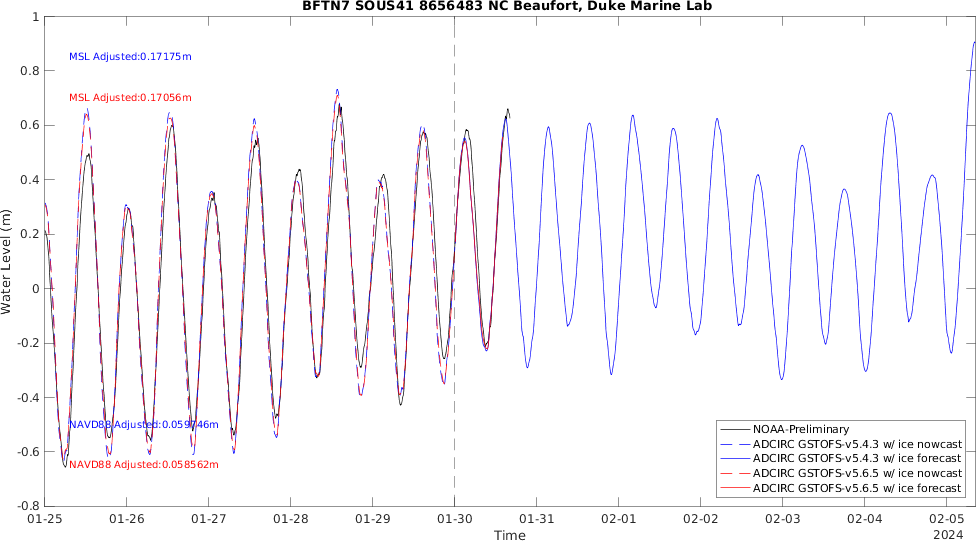 BFTN7 SOUS41 8656483 NC Beaufort, Duke Marine Lab
1
0.8
0.6
0.4
0.2
0
-0.2
-0.4
-0.6
-0.8
Water Level (m)
MSL Adjusted:0.17175m
MSL Adjusted:0.17056m
NAVD88 Adjusted:0.059746m
NAVD88 Adjusted:0.058562m
NOAA-Preliminary
ADCIRC GSTOFS-v5.4.3 w/ ice nowcast
ADCIRC GSTOFS-v5.4.3 w/ ice forecast
ADCIRC GSTOFS-v5.6.5 w/ ice nowcast
ADCIRC GSTOFS-v5.6.5 w/ ice forecast
01-25 01-26 01-27 01-28 01-29 01-30 01-31 02-01 02-02 02-03 02-04 02-05
2024
Time